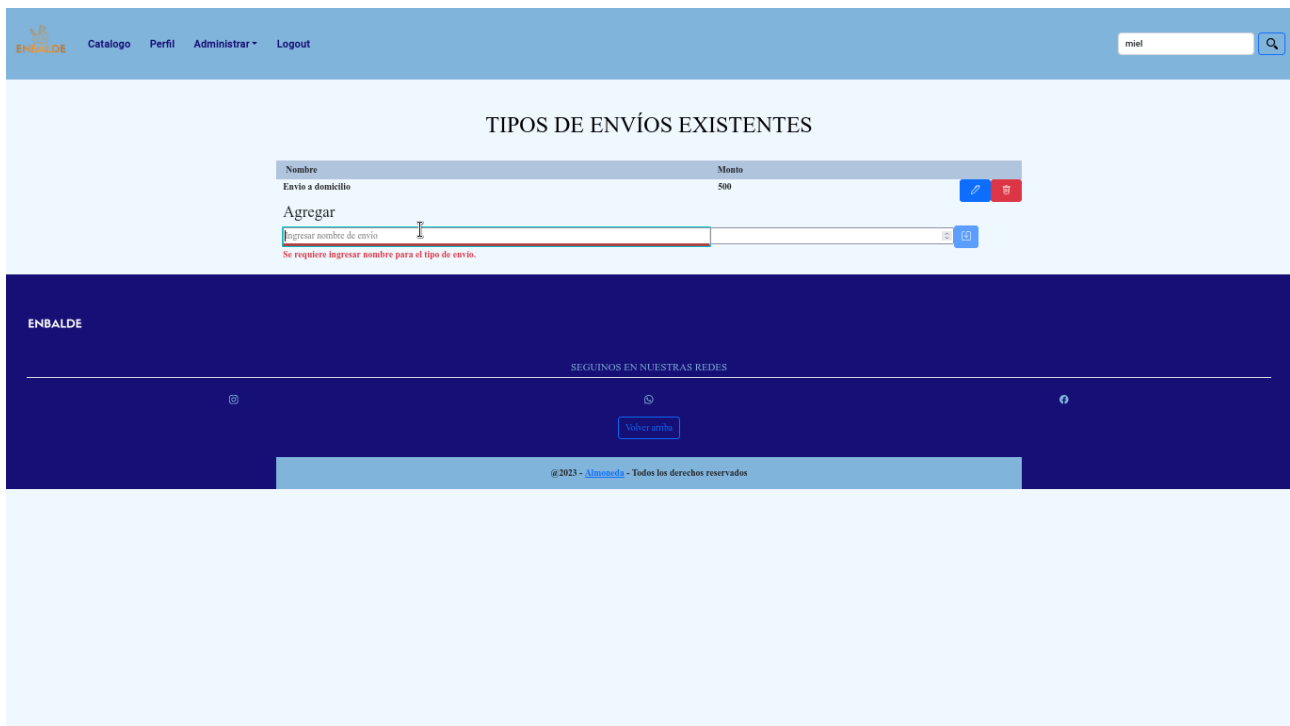 ENBALDE
Catalogo Perfil Administrar Logout miel
TIPOS DE ENVÍOS EXISTENTES
Nombre Monto
Envio a domicilio 500
Agregar
Ingresar nombre de envío
Se requiere ingresar nombre para el tipo de envío.
ENBALDE
SEGUINOS EN NUESTRAS REDES
Volver arriba
@2023 - Almoneda - Todos los derechos reservados